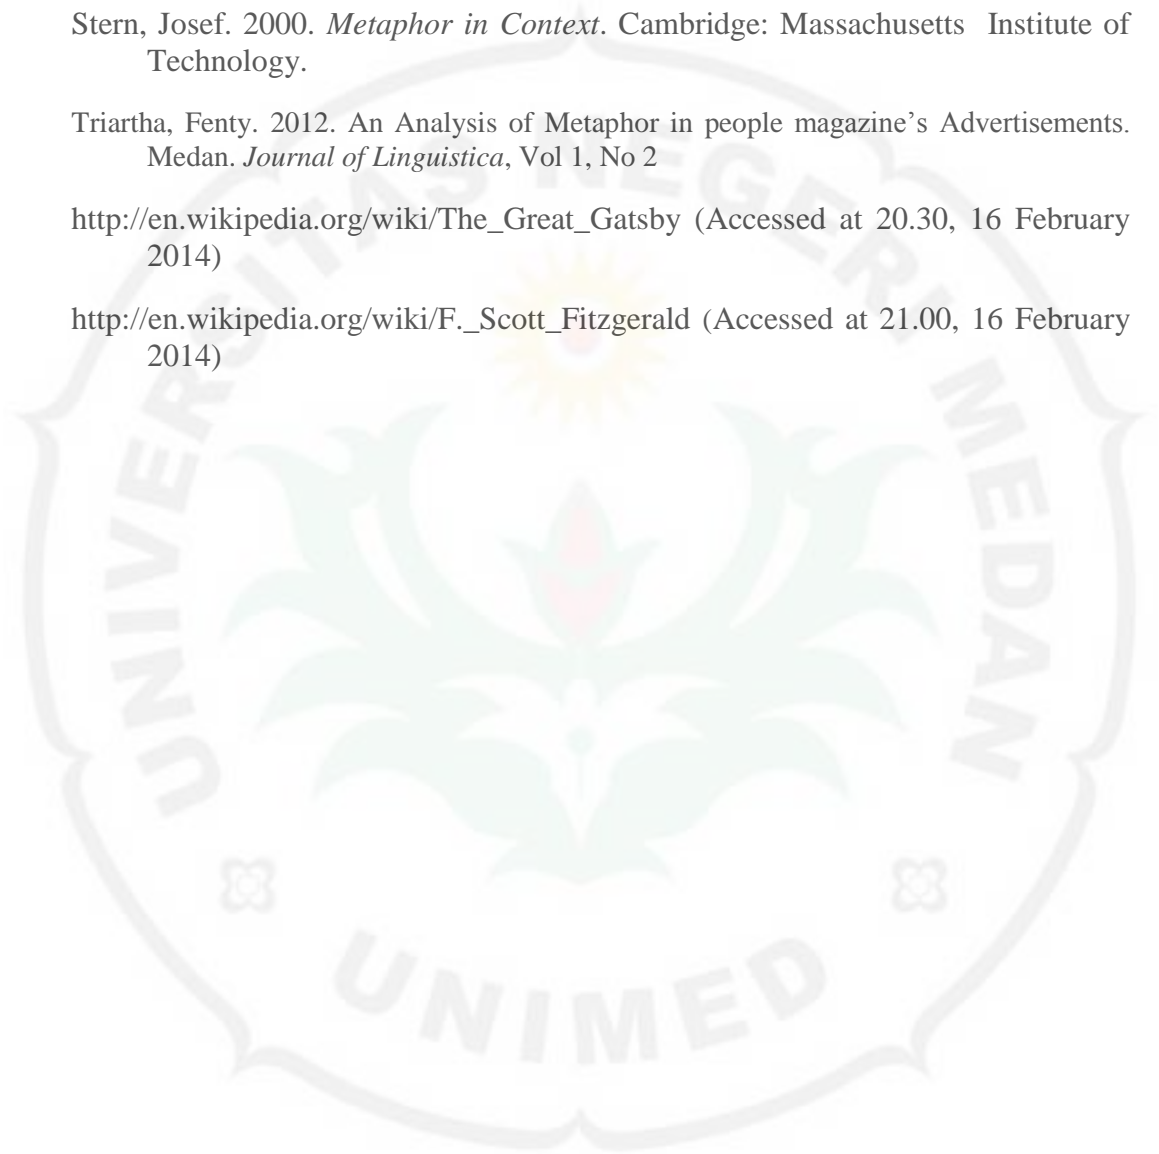 Stern, Josef. 2000. Metaphor in Context. Cambridge: Massachusetts  Institute of
Technology.
Triartha, Fenty. 2012. An Analysis of Metaphor in people magazine’s Advertisements.
Medan. Journal of Linguistica, Vol 1, No 2
http://en.wikipedia.org/wiki/The_Great_Gatsby (Accessed at 20.30, 16 February
2014)
http://en.wikipedia.org/wiki/F._Scott_Fitzgerald (Accessed at 21.00, 16 February
2014)
UNIVERSITAS NEGERI MEDAN
UNIMED